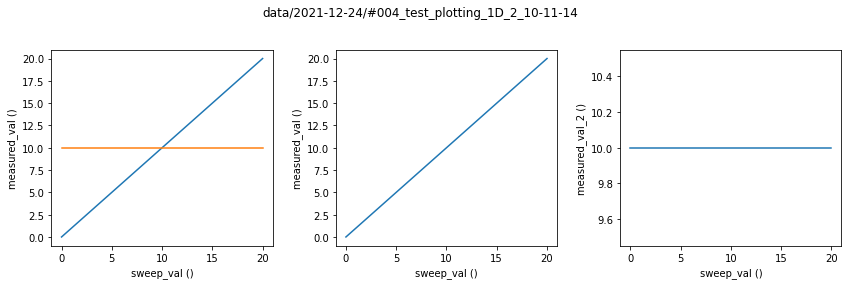 data/2021-12-24/#004_test_plotting_1D_2_10-11-14
measured_val ()
20.0
17.5
15.0
12.5
10.0
7.5
5.0
2.5
0.0
0 5 10 15 20
sweep_val ()
measured_val ()
20.0
17.5
15.0
12.5
10.0
7.5
5.0
2.5
0.0
0 5 10 15 20
sweep_val ()
measured_val_2 ()
10.4
10.2
10.0
9.8
9.6
0 5 10 15 20
sweep_val ()